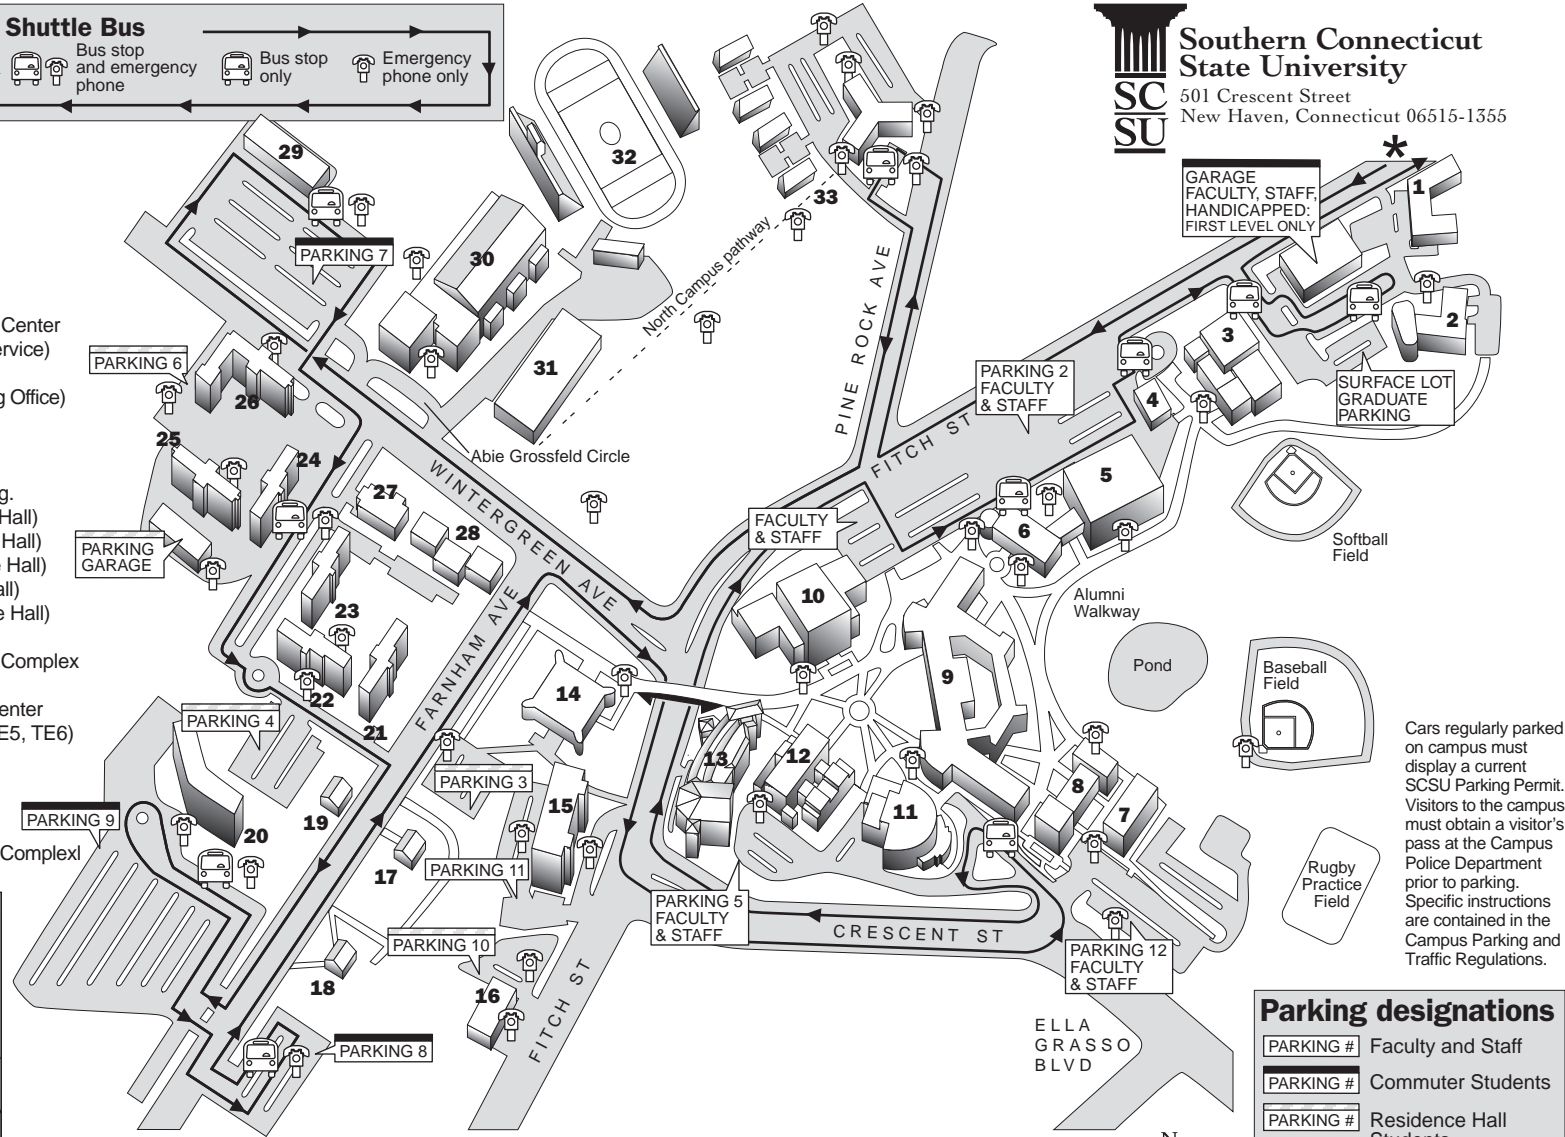 Shuttle Bus
Bus stop
and emergency
phone
Bus stop
only
Emergency
phone only
SC
SU
Southern Connecticut
State University
501 Crescent Street
New Haven, Connecticut 06515-1355
*
GARAGE
FACULTY, STAFF,
HANDICAPPED:
FIRST LEVEL ONLY
1
2
3
4
5
6
7
8
9
10
11
12
13
14
15
16
17
18
19
20
21
22
23
24
25
26
27
28
29
30
31
32
33
PARKING 7
North Campus pathway
PINE ROCK AVE
Center
ervice)
g Office)
g.
Hall)
Hall)
e Hall)
all)
e Hall)
Complex
enter
E5, TE6)
Complexl
PARKING 6
PARKING
GARAGE
Abie Grossfeld Circle
WINTERGREEN AVE
FARNHAM AVE
FITCH ST
PARKING 2
FACULTY
& STAFF
SURFACE LOT
GRADUATE
PARKING
FACULTY
& STAFF
Softball
Field
Alumni
Walkway
Pond
Baseball
Field
Rugby
Practice
Field
PARKING 4
PARKING 3
PARKING 9
PARKING 11
PARKING 10
PARKING 8
PARKING 5
FACULTY
& STAFF
CRESCENT ST
PARKING 12
FACULTY
& STAFF
FITCH ST
ELLA
GRASSO
BLVD
Cars regularly parked
on campus must
display a current
SCSU Parking Permit.
Visitors to the campus
must obtain a visitor's
pass at the Campus
Police Department
prior to parking.
Specific instructions
are contained in the
Campus Parking and
Traffic Regulations.
Parking designations
PARKING # Faculty and Staff
PARKING # Commuter Students
PARKING # Residence Hall
Students
N